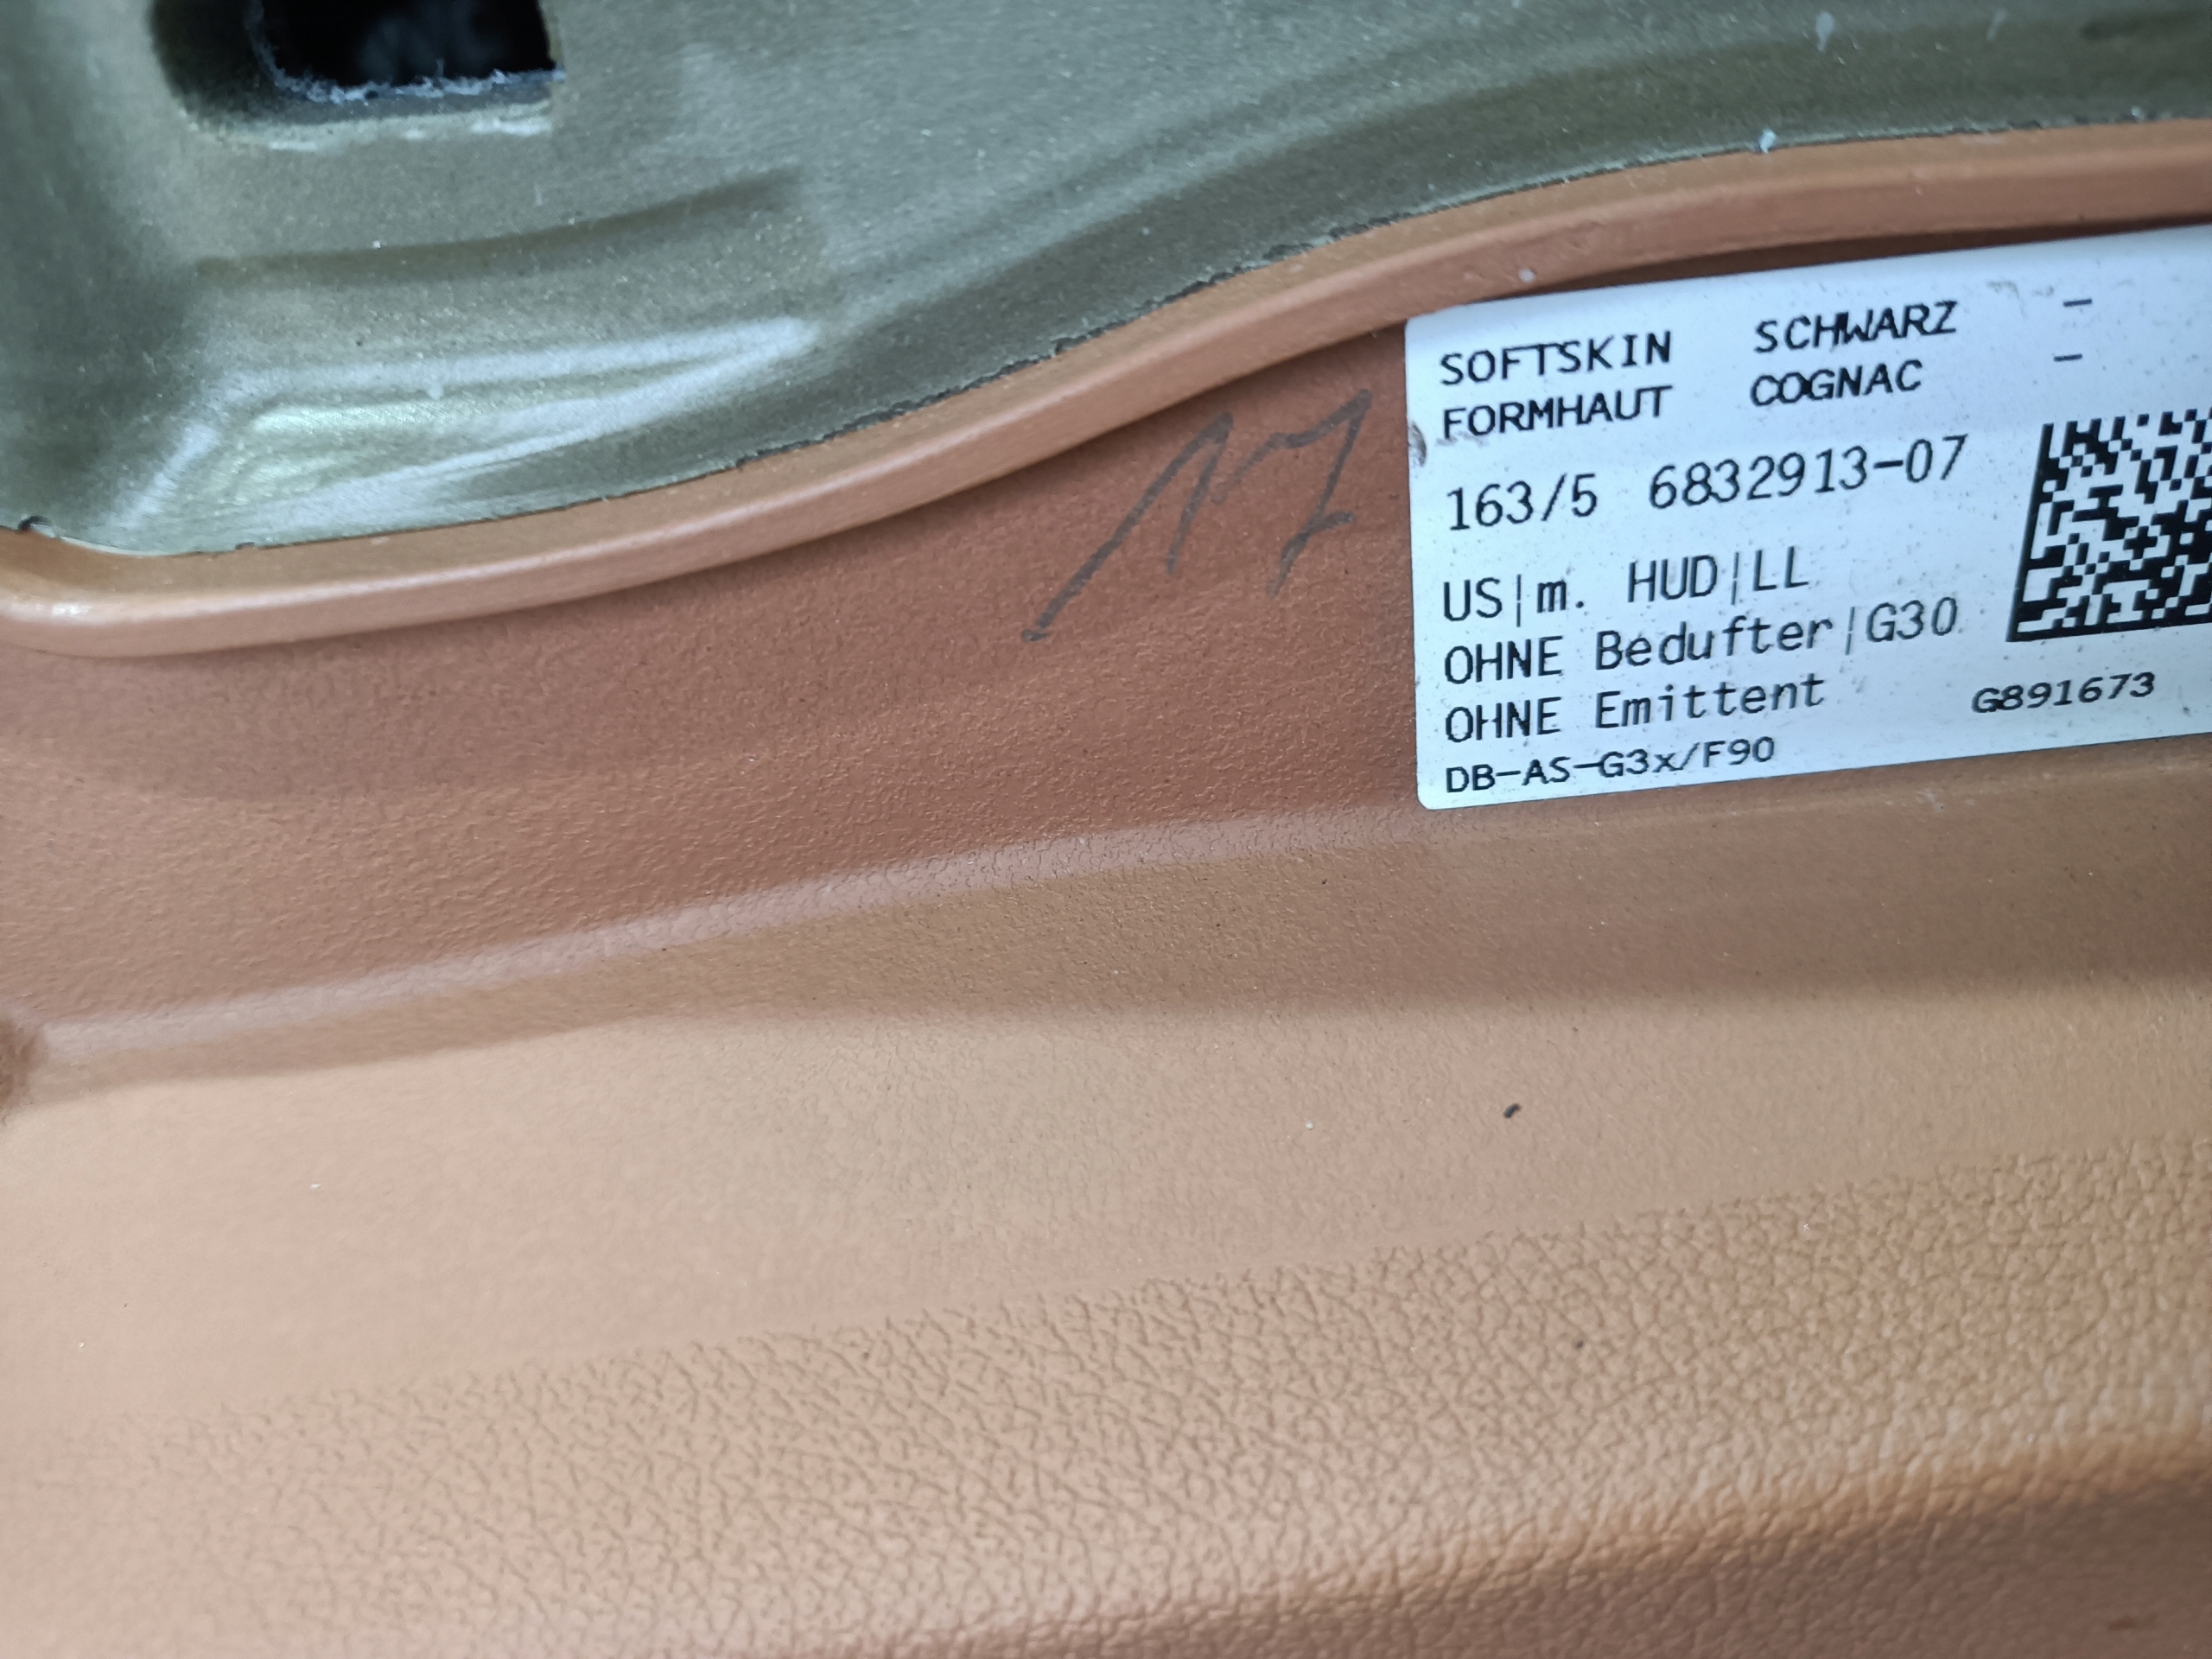 17
SOFTSKIN SCHWARZ -
FORMHAUT COGNAC -
163/5 6832913-07
US|m. HUD|LL
OHNE Bedufter|G30
OHNE Emittent G891673
DB-AS-G3x/F90